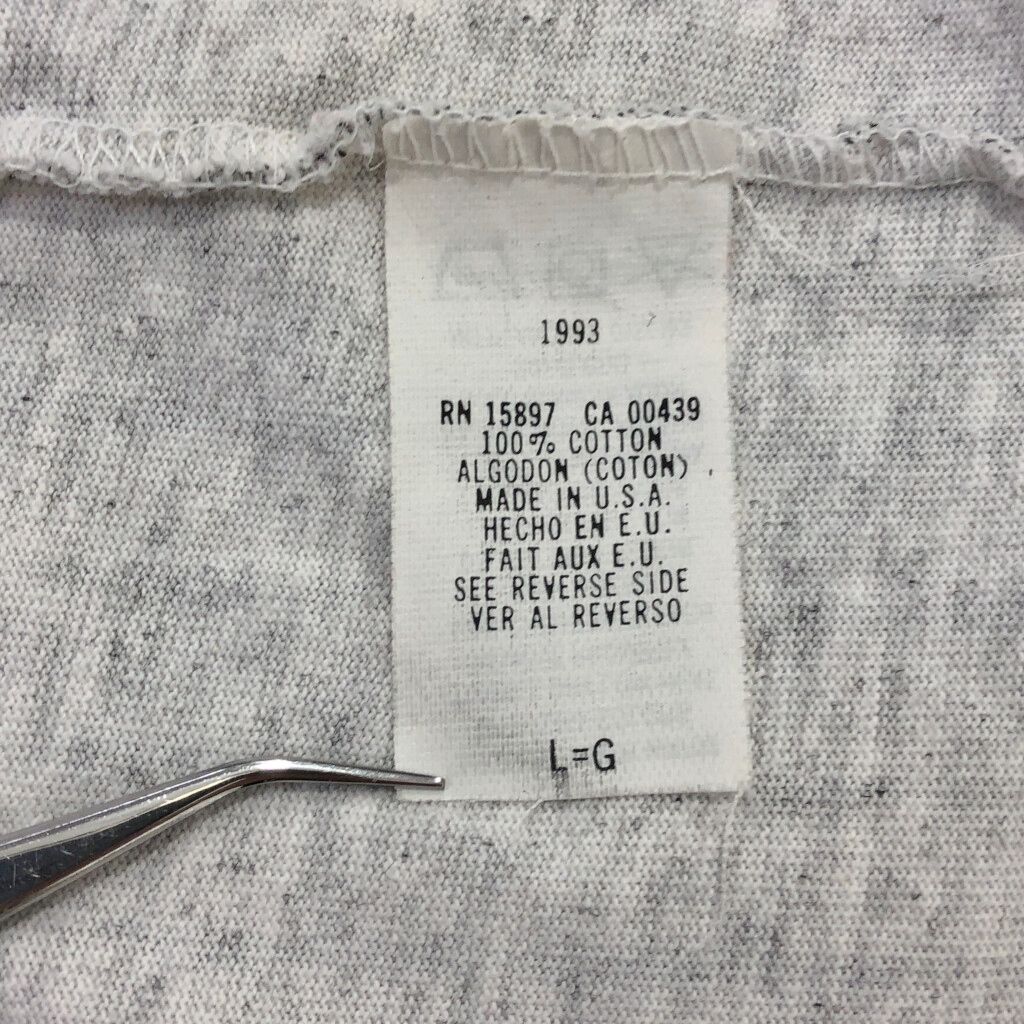 1993
RN 15897 CA 00439
100% COTTON
ALGODON (COTON)
MADE IN U.S.A.
HECHO EN E.U.
FAIT AUX E.U.
SEE REVERSE SIDE
VER AL REVERSO
L=G